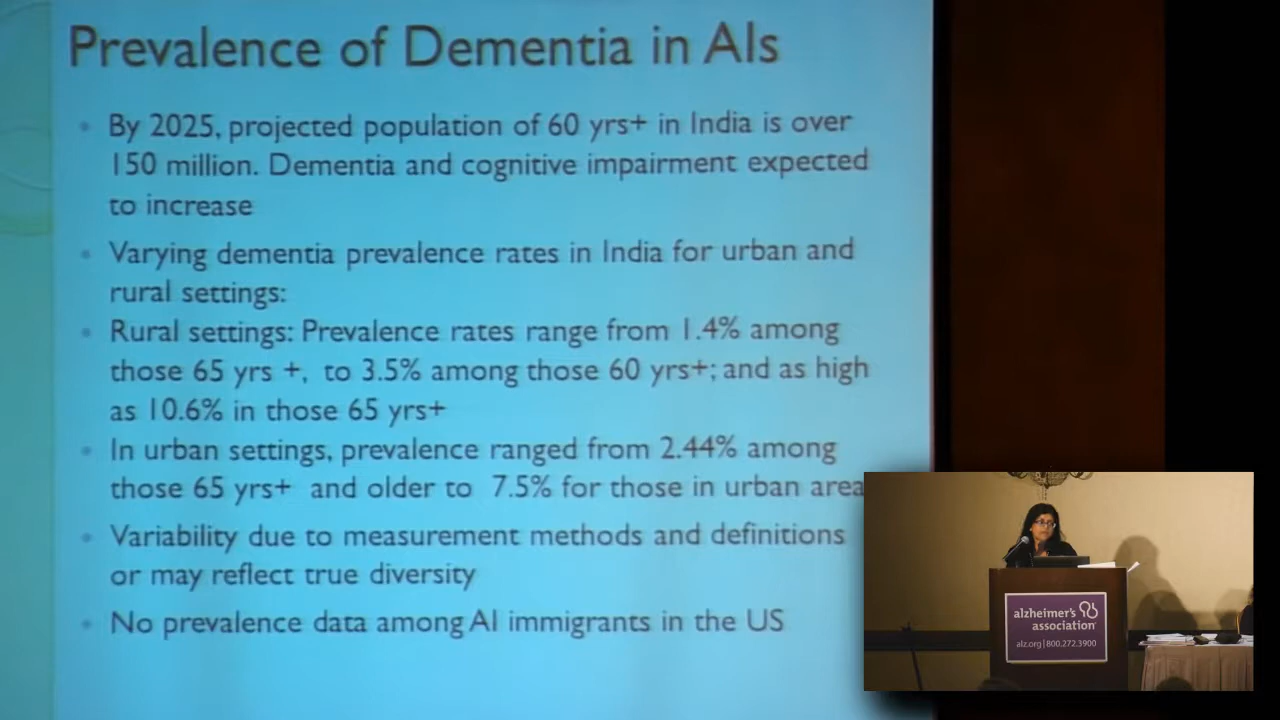 Prevalence of Dementia in AIs
• By 2025, projected population of 60 yrs+ in India is over
150 million. Dementia and cognitive impairment expected
to increase
• Varying dementia prevalence rates in India for urban and
rural settings:
• Rural settings: Prevalence rates range from 1.4% among
those 65 yrs +, to 3.5% among those 60 yrs+; and as high
as 10.6% in those 65 yrs+
• In urban settings, prevalence ranged from 2.44% among
those 65 yrs+ and older to 7.5% for those in urban area
• Variability due to measurement methods and definitions
or may reflect true diversity
• No prevalence data among AI immigrants in the US
alzheimer's
association
alz.org | 800.272.3900